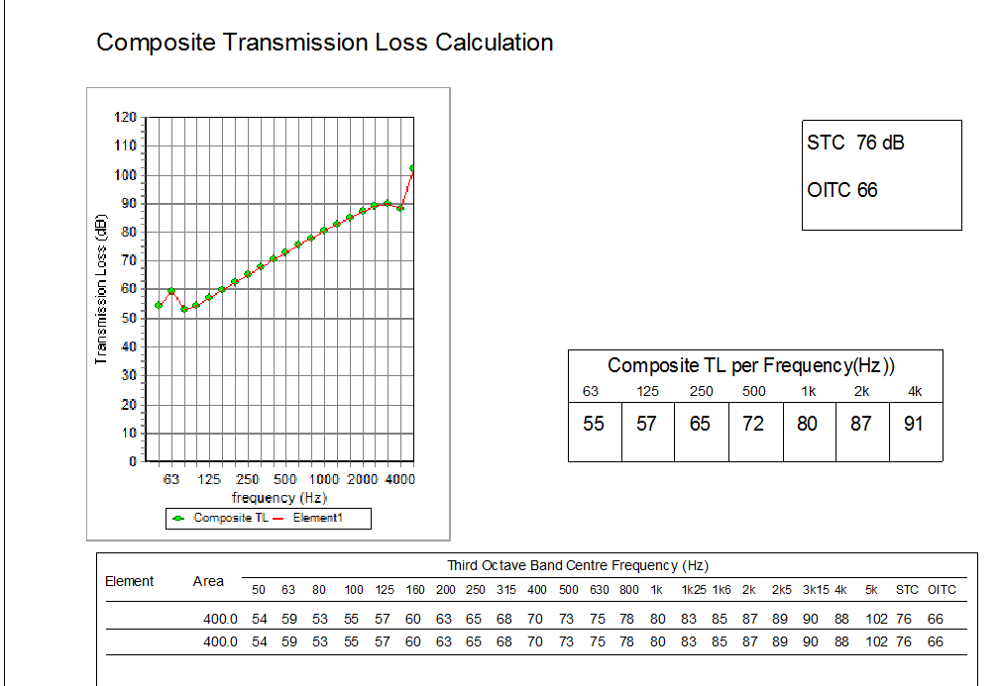 Composite Transmission Loss Calculation
STC 76 dB
OITC 66
120
110
100
90
80
70
60
50
40
30
20
10
0
Transmission Loss (dB)
63 125 250 500 1000 2000 4000
frequency (Hz)
Composite TL Element1
Composite TL per Frequency(Hz))
63 125 250 500 1k 2k 4k
55 57 65 72 80 87 91
Third Octave Band Centre Frequency (Hz)
Element Area
50 63 80 100 125 160 200 250 315 400 500 630 800 1k 1k25 1k6 2k 2k5 3k15 4k 5k STC OITC
400.0 54 59 53 55 57 60 63 65 68 70 73 75 78 80 83 85 87 89 90 88 102 76 66
400.0 54 59 53 55 57 60 63 65 68 70 73 75 78 80 83 85 87 89 90 88 102 76 66